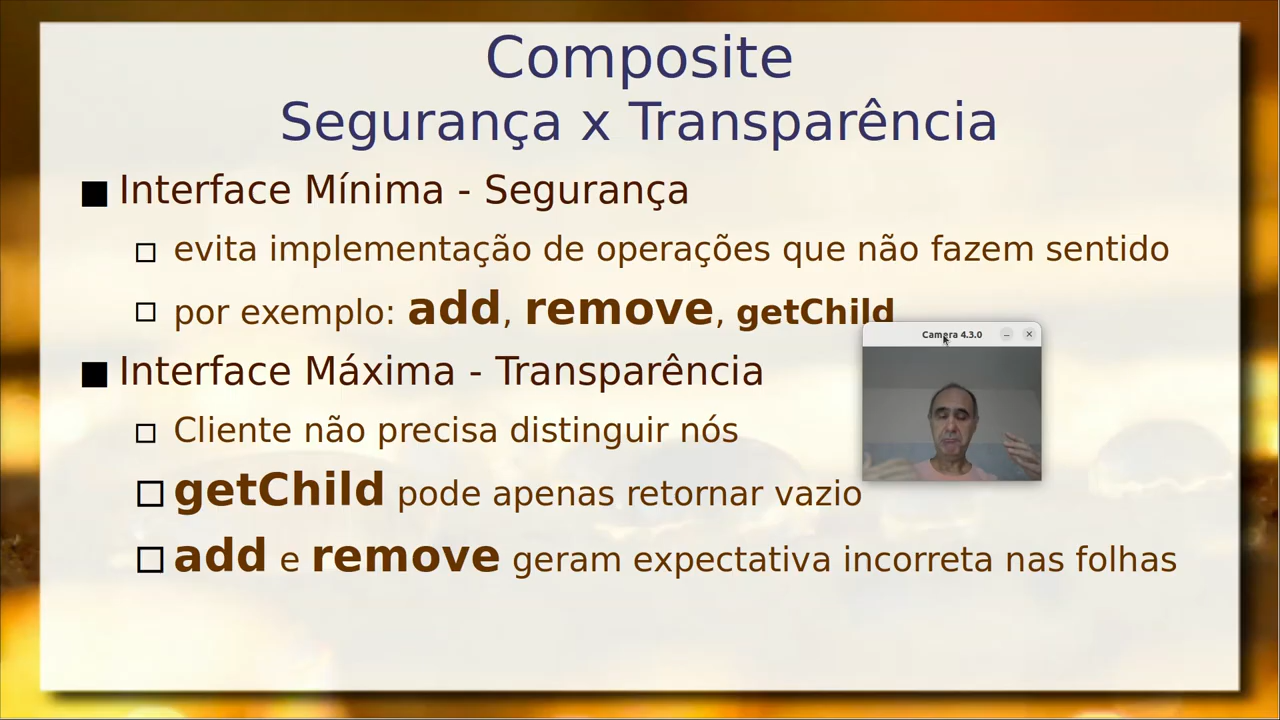 Composite
Segurança x Transparência
Interface Mínima - Segurança
evita implementação de operações que não fazem sentido
por exemplo: add, remove, getChild
Camera 4.3.0
Interface Máxima - Transparência
Cliente não precisa distinguir nós
getChild pode apenas retornar vazio
add e remove geram expectativa incorreta nas folhas